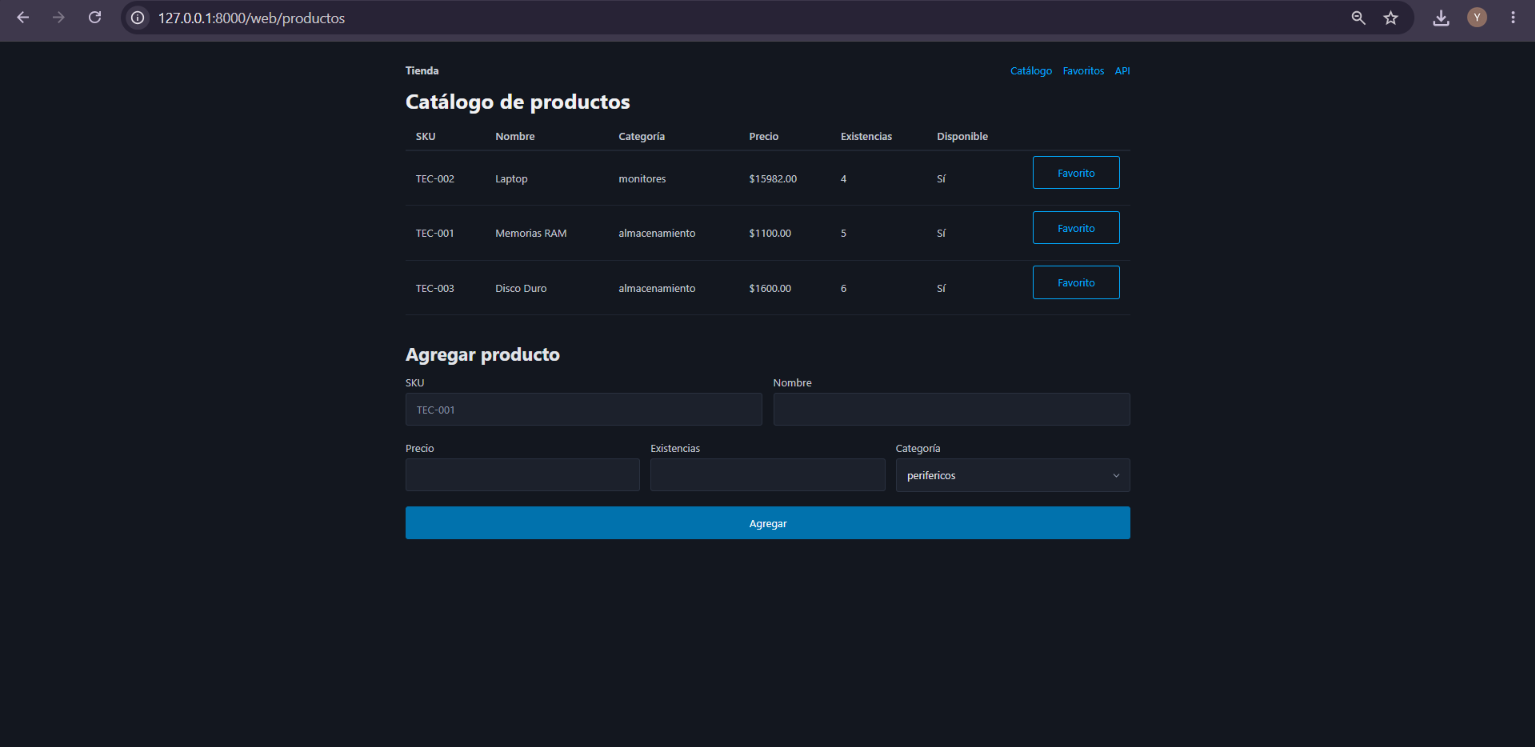 127.0.0.1:8000/web/productos
Y
Tienda
Catálogo Favoritos API
Catálogo de productos
SKU Nombre Categoría Precio Existencias Disponible
TEC-002 Laptop monitores $15982.00 4 Sí Favorito
TEC-001 Memorias RAM almacenamiento $1100.00 5 Sí Favorito
TEC-003 Disco Duro almacenamiento $1600.00 6 Sí Favorito
Agregar producto
SKU Nombre
TEC-001
Precio Existencias Categoría
perifericos
Agregar